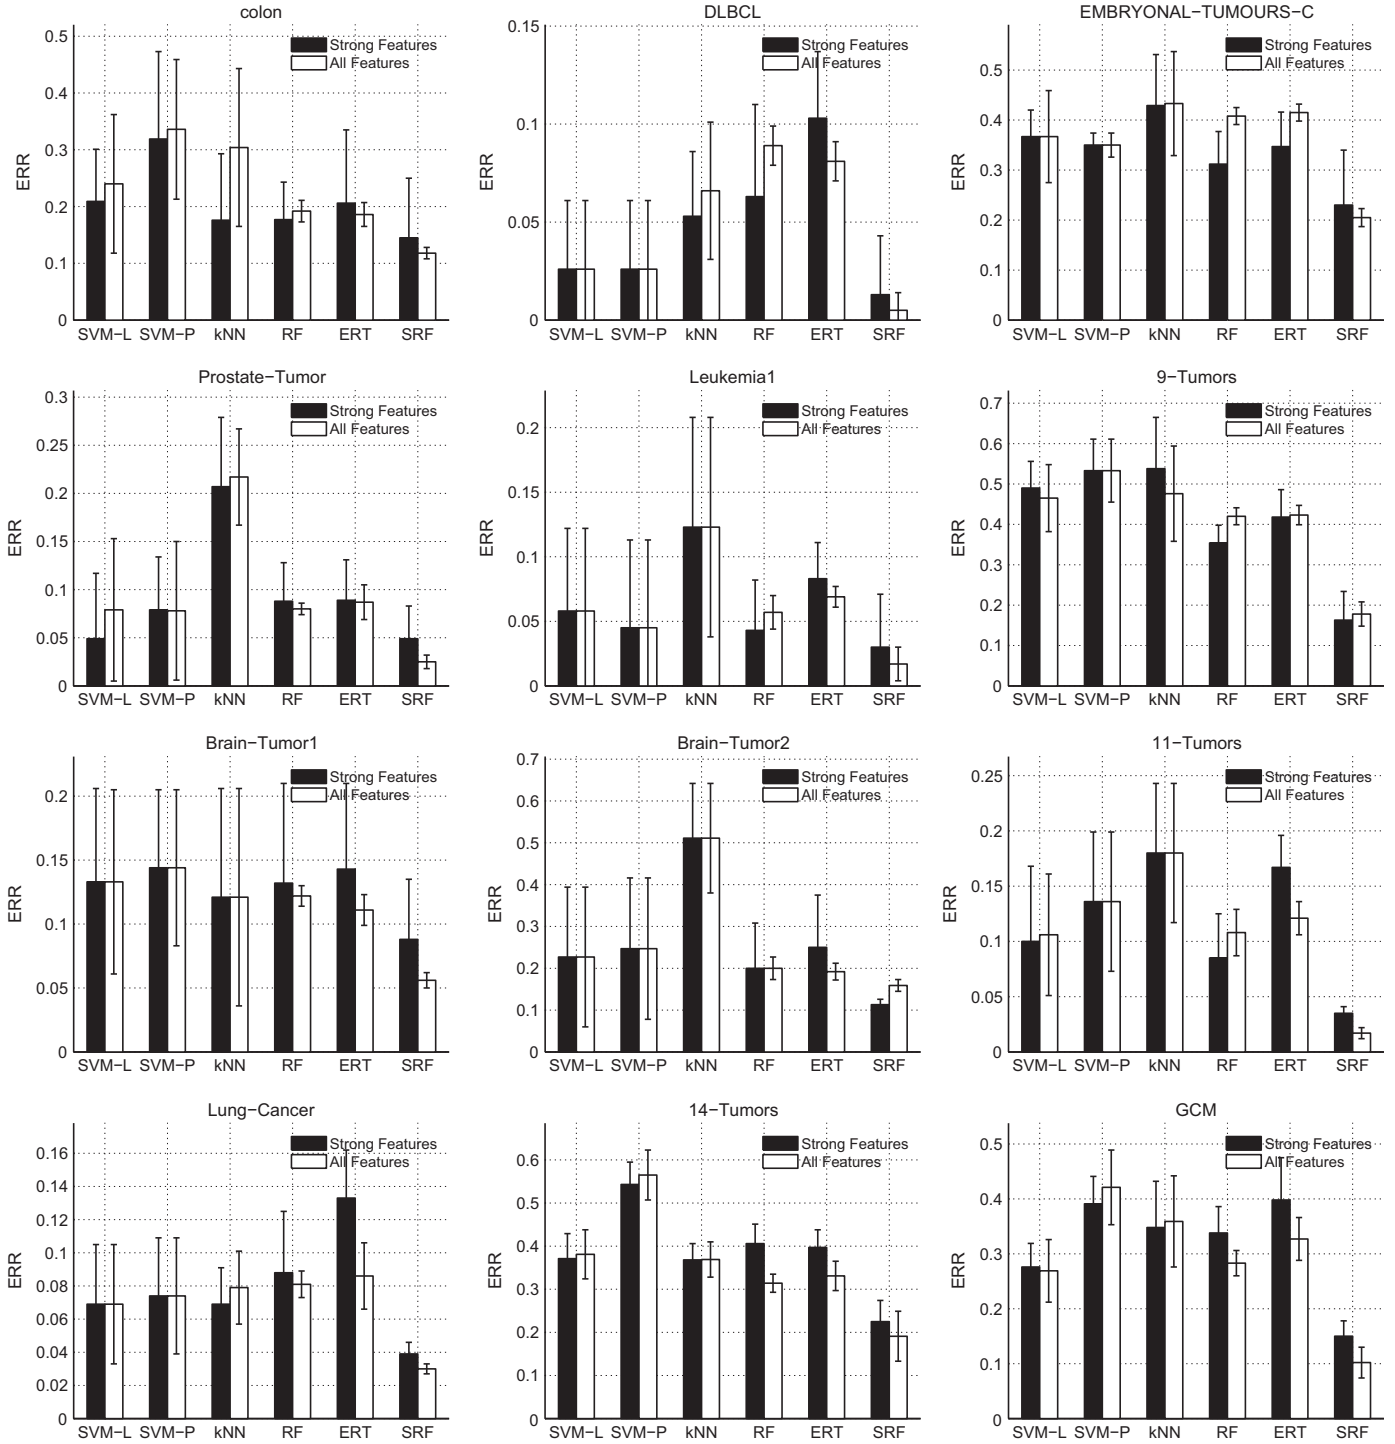 colon
ERR
0.5
0.4
0.3
0.2
0.1
0
Strong Features
All Features
SVM−L SVM−P kNN RF ERT SRF
DLBCL
ERR
0.15
0.1
0.05
0
Strong Features
All Features
SVM−L SVM−P kNN RF ERT SRF
EMBRYONAL−TUMOURS−C
ERR
0.5
0.4
0.3
0.2
0.1
0
Strong Features
All Features
SVM−L SVM−P kNN RF ERT SRF
Prostate−Tumor
ERR
0.3
0.25
0.2
0.15
0.1
0.05
0
Strong Features
All Features
SVM−L SVM−P kNN RF ERT SRF
Leukemia1
ERR
0.2
0.15
0.1
0.05
0
Strong Features
All Features
SVM−L SVM−P kNN RF ERT SRF
9−Tumors
ERR
0.7
0.6
0.5
0.4
0.3
0.2
0.1
0
Strong Features
All Features
SVM−L SVM−P kNN RF ERT SRF
Brain−Tumor1
ERR
0.2
0.15
0.1
0.05
0
Strong Features
All Features
SVM−L SVM−P kNN RF ERT SRF
Brain−Tumor2
ERR
0.7
0.6
0.5
0.4
0.3
0.2
0.1
0
Strong Features
All Features
SVM−L SVM−P kNN RF ERT SRF
11−Tumors
ERR
0.25
0.2
0.15
0.1
0.05
0
Strong Features
All Features
SVM−L SVM−P kNN RF ERT SRF
Lung−Cancer
ERR
0.16
0.14
0.12
0.1
0.08
0.06
0.04
0.02
0
Strong Features
All Features
SVM−L SVM−P kNN RF ERT SRF
14−Tumors
ERR
0.6
0.5
0.4
0.3
0.2
0.1
0
Strong Features
All Features
SVM−L SVM−P kNN RF ERT SRF
GCM
ERR
0.5
0.4
0.3
0.2
0.1
0
Strong Features
All Features
SVM−L SVM−P kNN RF ERT SRF